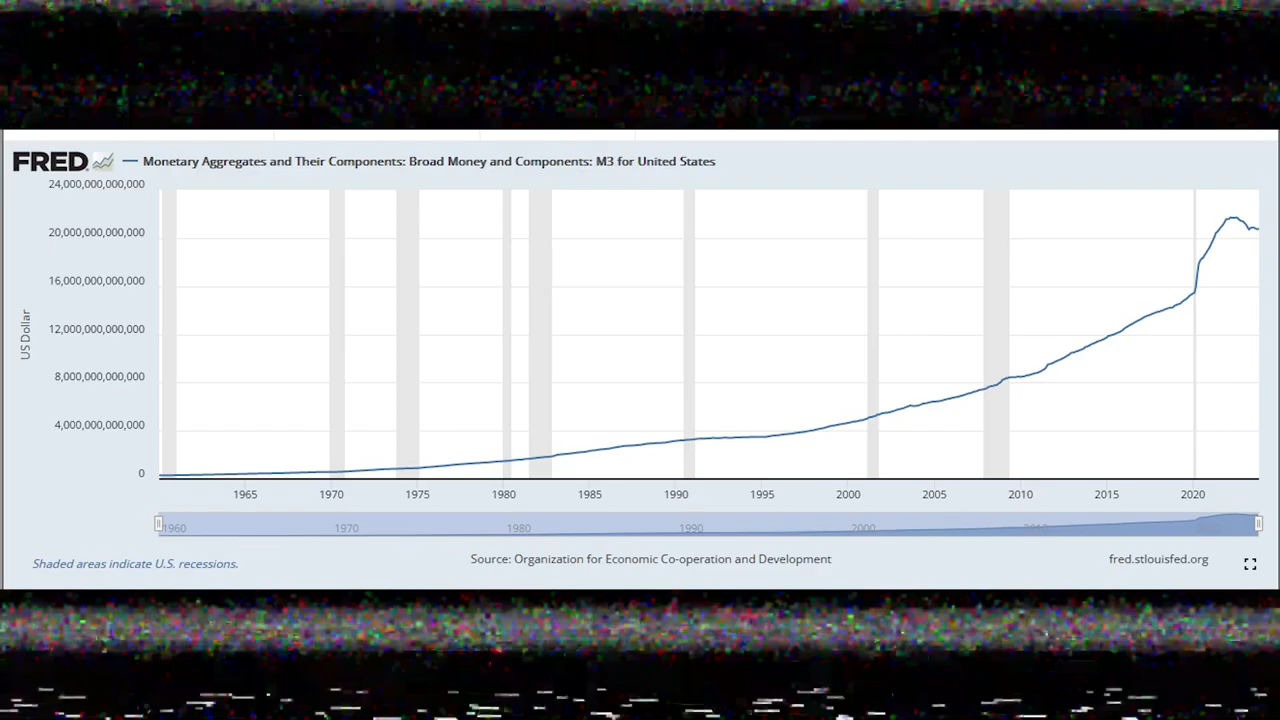 FRED Monetary Aggregates and Their Components: Broad Money and Components: M3 for United States
24,000,000,000,000
20,000,000,000,000
16,000,000,000,000
12,000,000,000,000
8,000,000,000,000
4,000,000,000,000
0
US Dollar
1965 1970 1975 1980 1985 1990 1995 2000 2005 2010 2015 2020
1960 1970 1980 1990 2000 2010
Shaded areas indicate U.S. recessions.
Source: Organization for Economic Co-operation and Development
fred.stlouisfed.org